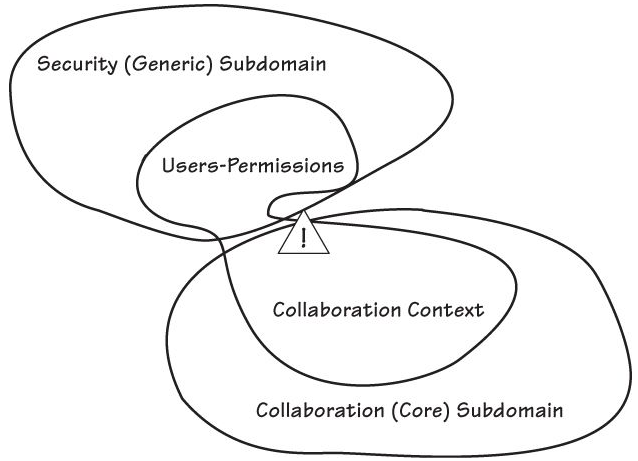 Security (Generic) Subdomain
Users-Permissions
!
Collaboration Context
Collaboration (Core) Subdomain